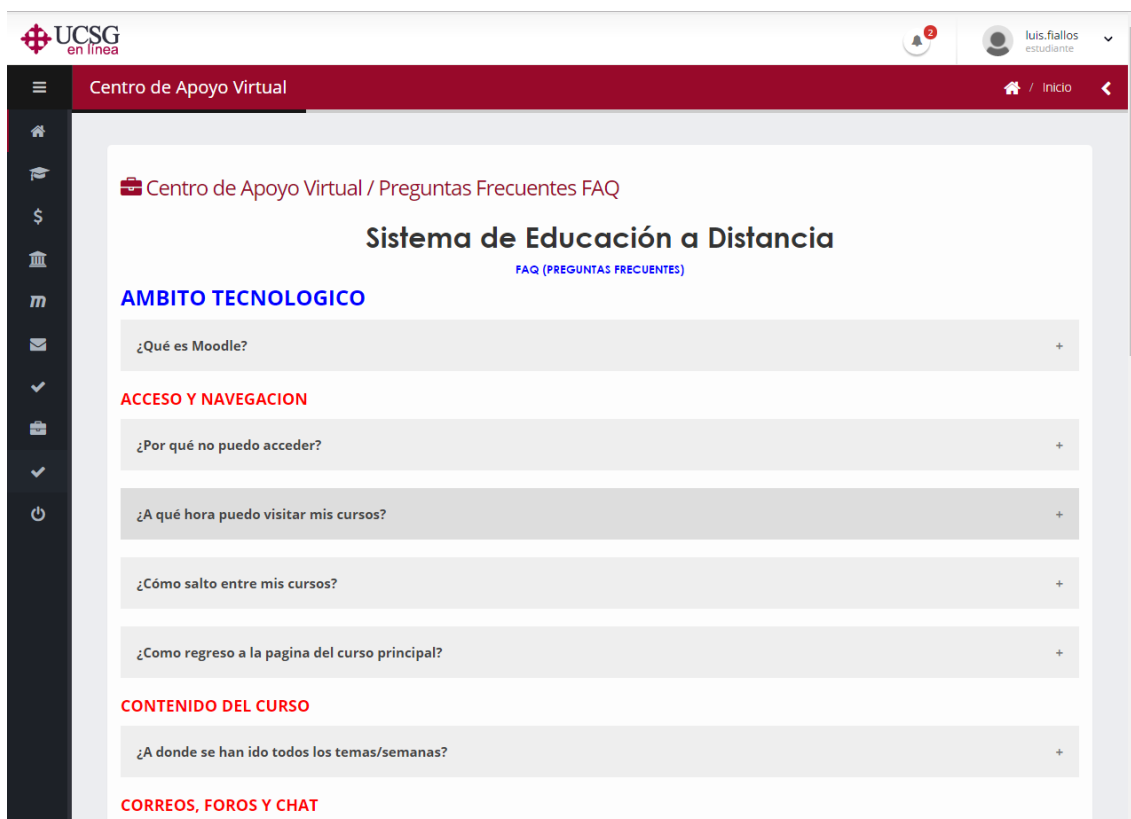 UCSG
en línea
2
luis.fiallos
estudiante
Centro de Apoyo Virtual
/ Inicio
Centro de Apoyo Virtual / Preguntas Frecuentes FAQ
Sistema de Educación a Distancia
FAQ (PREGUNTAS FRECUENTES)
AMBITO TECNOLOGICO
¿Qué es Moodle? +
ACCESO Y NAVEGACION
¿Por qué no puedo acceder? +
¿A qué hora puedo visitar mis cursos? +
¿Cómo salto entre mis cursos? +
¿Como regreso a la pagina del curso principal? +
CONTENIDO DEL CURSO
¿A donde se han ido todos los temas/semanas? +
CORREOS, FOROS Y CHAT